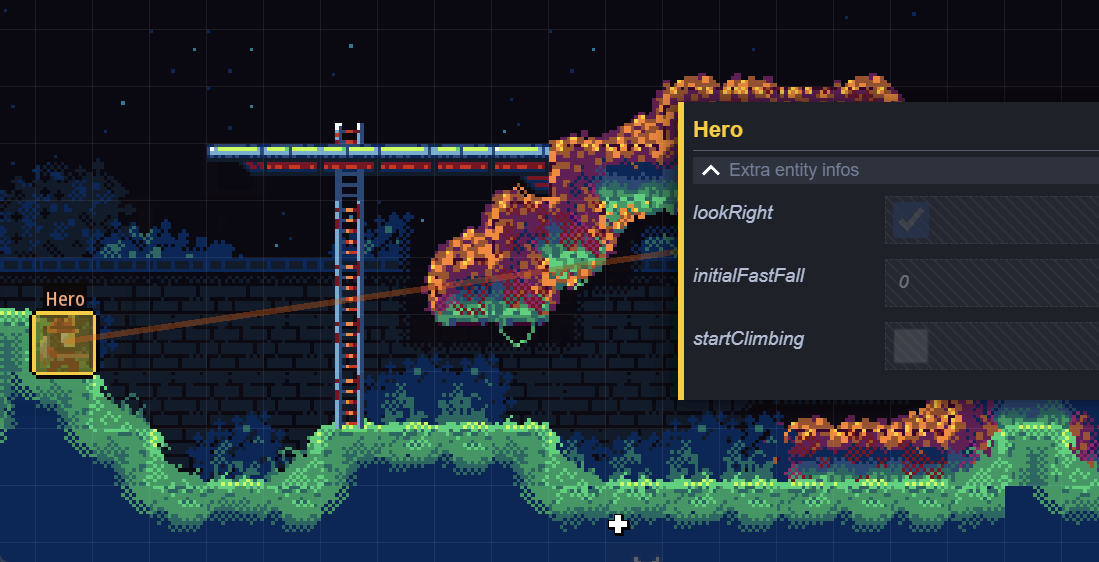 Hero
Hero
Extra entity infos
lookRight
initialFastFall
0
startClimbing